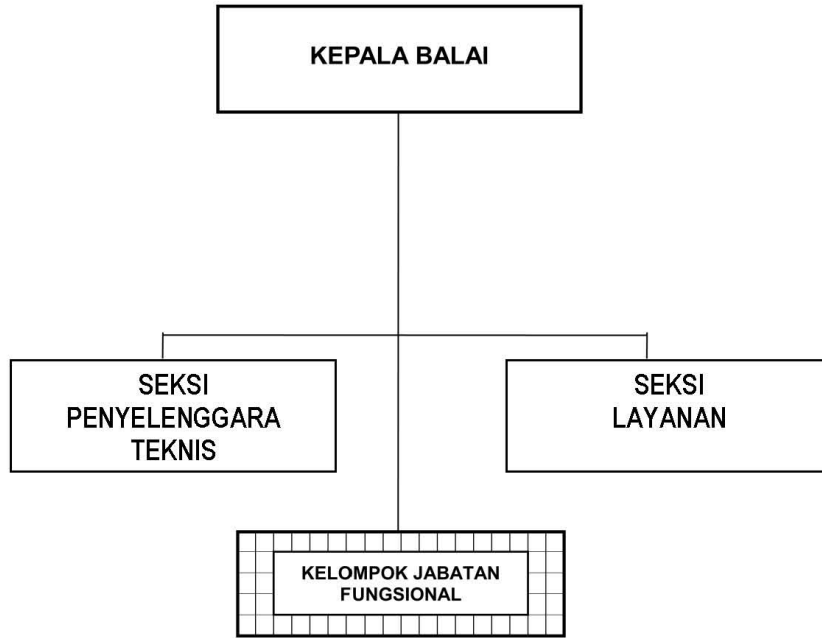 KEPALA BALAI
SEKSI
PENYELENGGARA
TEKNIS
SEKSI
LAYANAN
KELOMPOK JABATAN
FUNGSIONAL